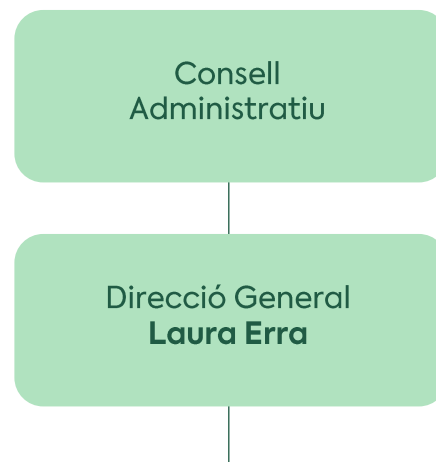 Consell
Administratiu
Direcció General
Laura Erra